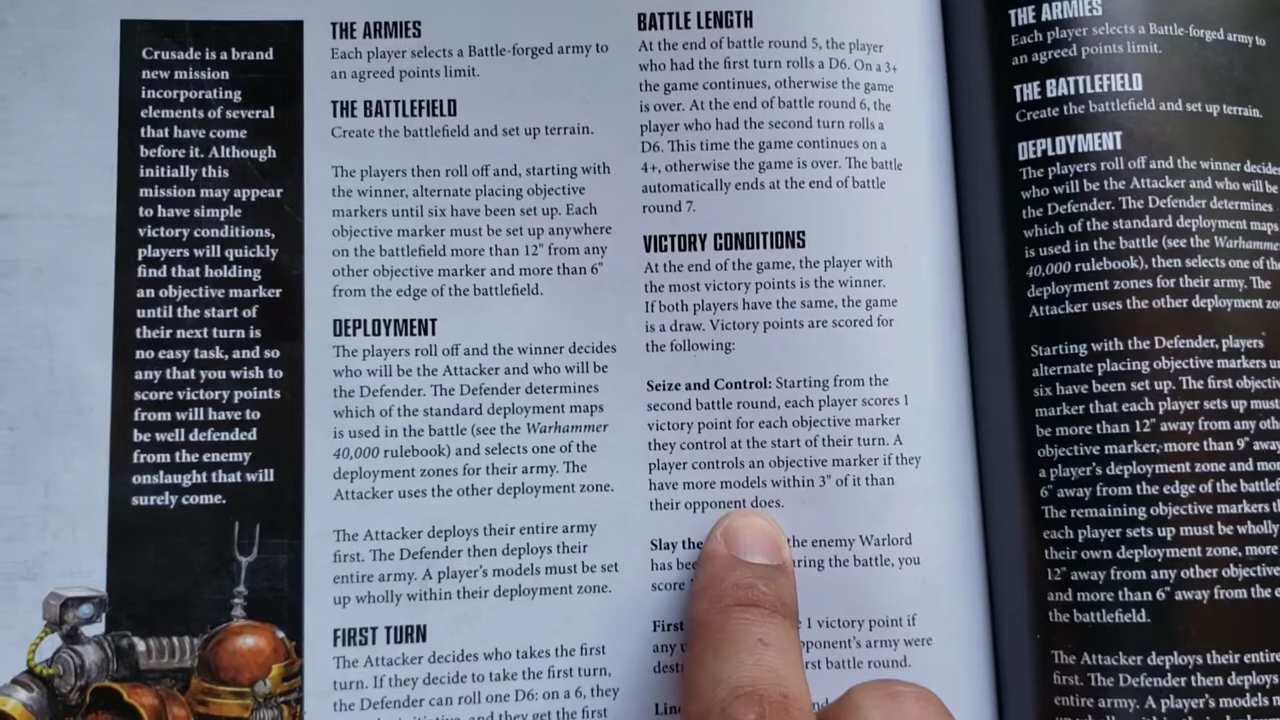 Crusade is a brand
new mission
incorporating
elements of several
that have come
before it. Although
initially this
mission may appear
to have simple
victory conditions,
players will quickly
find that holding
an objective marker
until the start of
their next turn is
no easy task, and so
any that you wish to
score victory points
from will have to
be well defended
from the enemy
onslaught that will
surely come.
THE ARMIES
Each player selects a Battle-forged army to
an agreed points limit.
THE BATTLEFIELD
Create the battlefield and set up terrain.
The players then roll off and, starting with
the winner, alternate placing objective
markers until six have been set up. Each
objective marker must be set up anywhere
on the battlefield more than 12" from any
other objective marker and more than 6"
from the edge of the battlefield.
DEPLOYMENT
The players roll off and the winner decides
who will be the Attacker and who will be
the Defender. The Defender determines
which of the standard deployment maps
is used in the battle (see the Warhammer
40,000 rulebook) and selects one of the
deployment zones for their army. The
Attacker uses the other deployment zone.
The Attacker deploys their entire army
first. The Defender then deploys their
entire army. A player's models must be set
up wholly within their deployment zone.
FIRST TURN
The Attacker decides who takes the first
turn. If they decide to take the first turn,
the Defender can roll one D6: on a 6, they
and they get the first
BATTLE LENGTH
At the end of battle round 5, the player
who had the first turn rolls a D6. On a 3+
the game continues, otherwise the game
is over. At the end of battle round 6, the
player who had the second turn rolls a
D6. This time the game continues on a
4+, otherwise the game is over. The battle
automatically ends at the end of battle
round 7.
VICTORY CONDITIONS
At the end of the game, the player with
the most victory points is the winner.
If both players have the same, the game
is a draw. Victory points are scored for
the following:
Seize and Control: Starting from the
second battle round, each player scores 1
victory point for each objective marker
they control at the start of their turn. A
player controls an objective marker if they
have more models within 3" of it than
their opponent does.
Slay the the enemy Warlord
has during the battle, you
score
First 1 victory point if
any opponent's army were
first battle round.
THE ARMIES
Each player selects a Battle-forged army to
an agreed points limit.
THE BATTLEFIELD
Create the battlefield and set up terrain.
DEPLOYMENT
The players roll off and the winner decides
who will be the Attacker and who will be
the Defender. The Defender determines
which of the standard deployment maps
is used in the battle (see the Warhammer
40,000 rulebook), then selects one of the
deployment zones for their army. The
Attacker uses the other deployment
Starting with the Defender, players
alternate placing objective markers
six have been set up. The first
marker that each player sets up must
be more than 12" away from any
objective marker, more than 9" away
a player's deployment zone and
6" away from the edge of the
The remaining objective markers
each player sets up must be wholly
their own deployment zone, more
12" away from any other objective
and more than 6" from the
the battlefield.
The Attacker deploys their entire
first. The Defender then deploys
entire army. A player's models